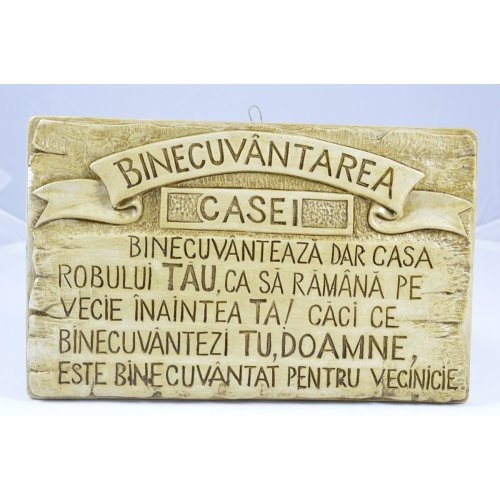 BINECUVÂNTAREA
CASEI
BINECUVÂNTEAZĂ DAR CASA
ROBULUI TĂU, CA SĂ RĂMÂNĂ PE
VECIE ÎNAINTEA TA! CĂCI CE
BINECUVÂNTEZI TU, DOAMNE,
ESTE BINECUVÂNTAT PENTRU VECINICIE.